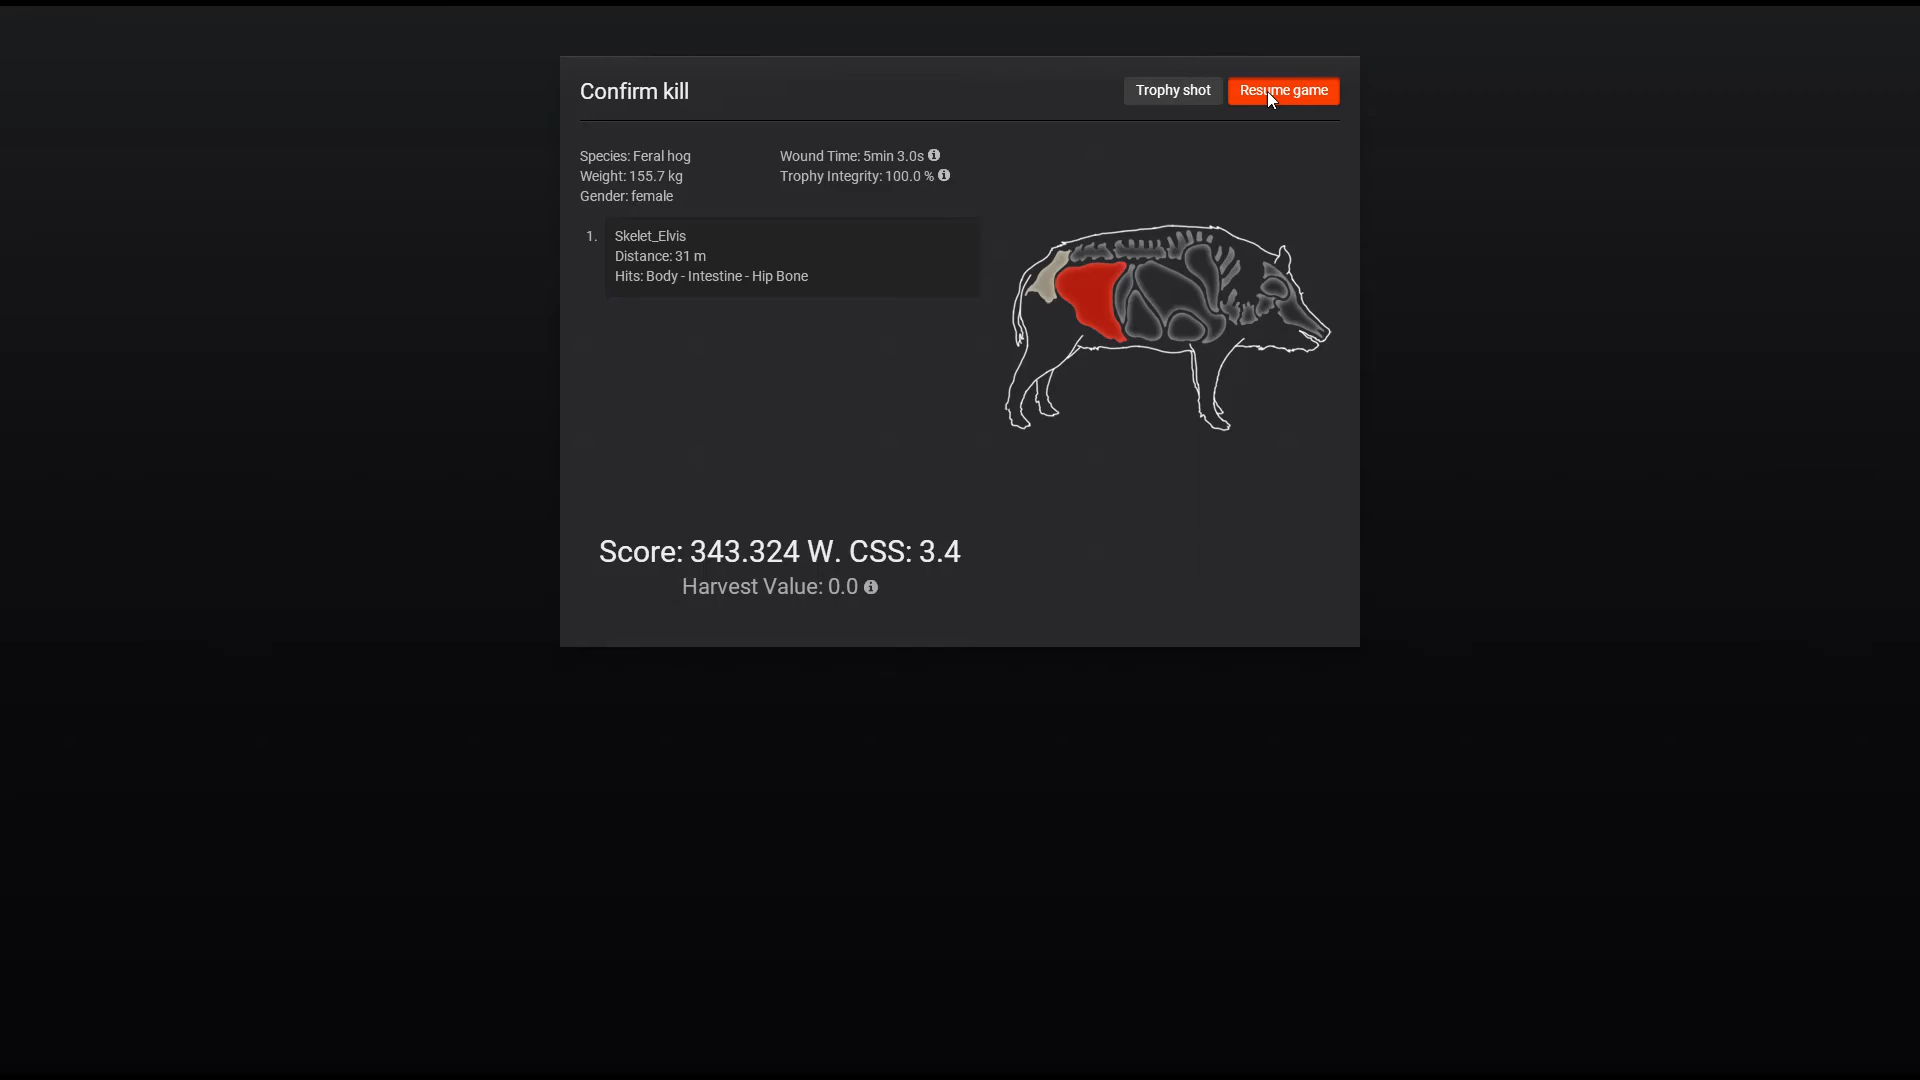 Confirm kill
Trophy shot
Resume game
Species: Feral hog
Weight: 155.7 kg
Gender: female
Wound Time: 5min 3.0s
Trophy Integrity: 100.0 %
1.
Skelet_Elvis
Distance: 31 m
Hits: Body - Intestine - Hip Bone
Score: 343.324 W. CSS: 3.4
Harvest Value: 0.0